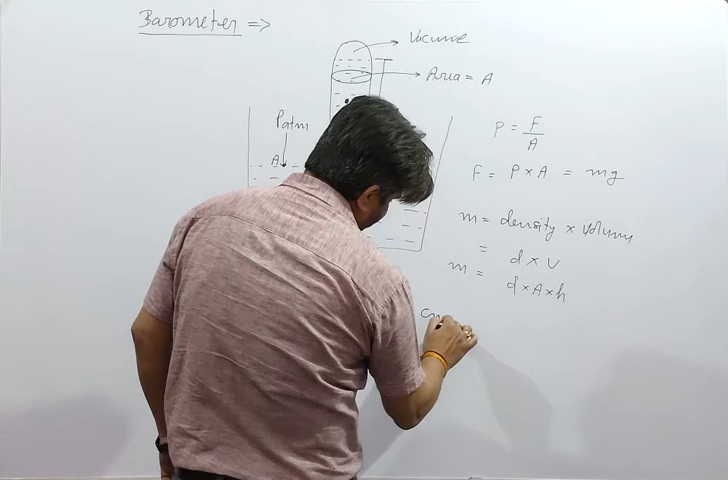 Barometer =>
Vacuum
Area = A
Patm
A
P = F/A
F = P × A = mg
m = density × volume
= d × V
m = d × A × h